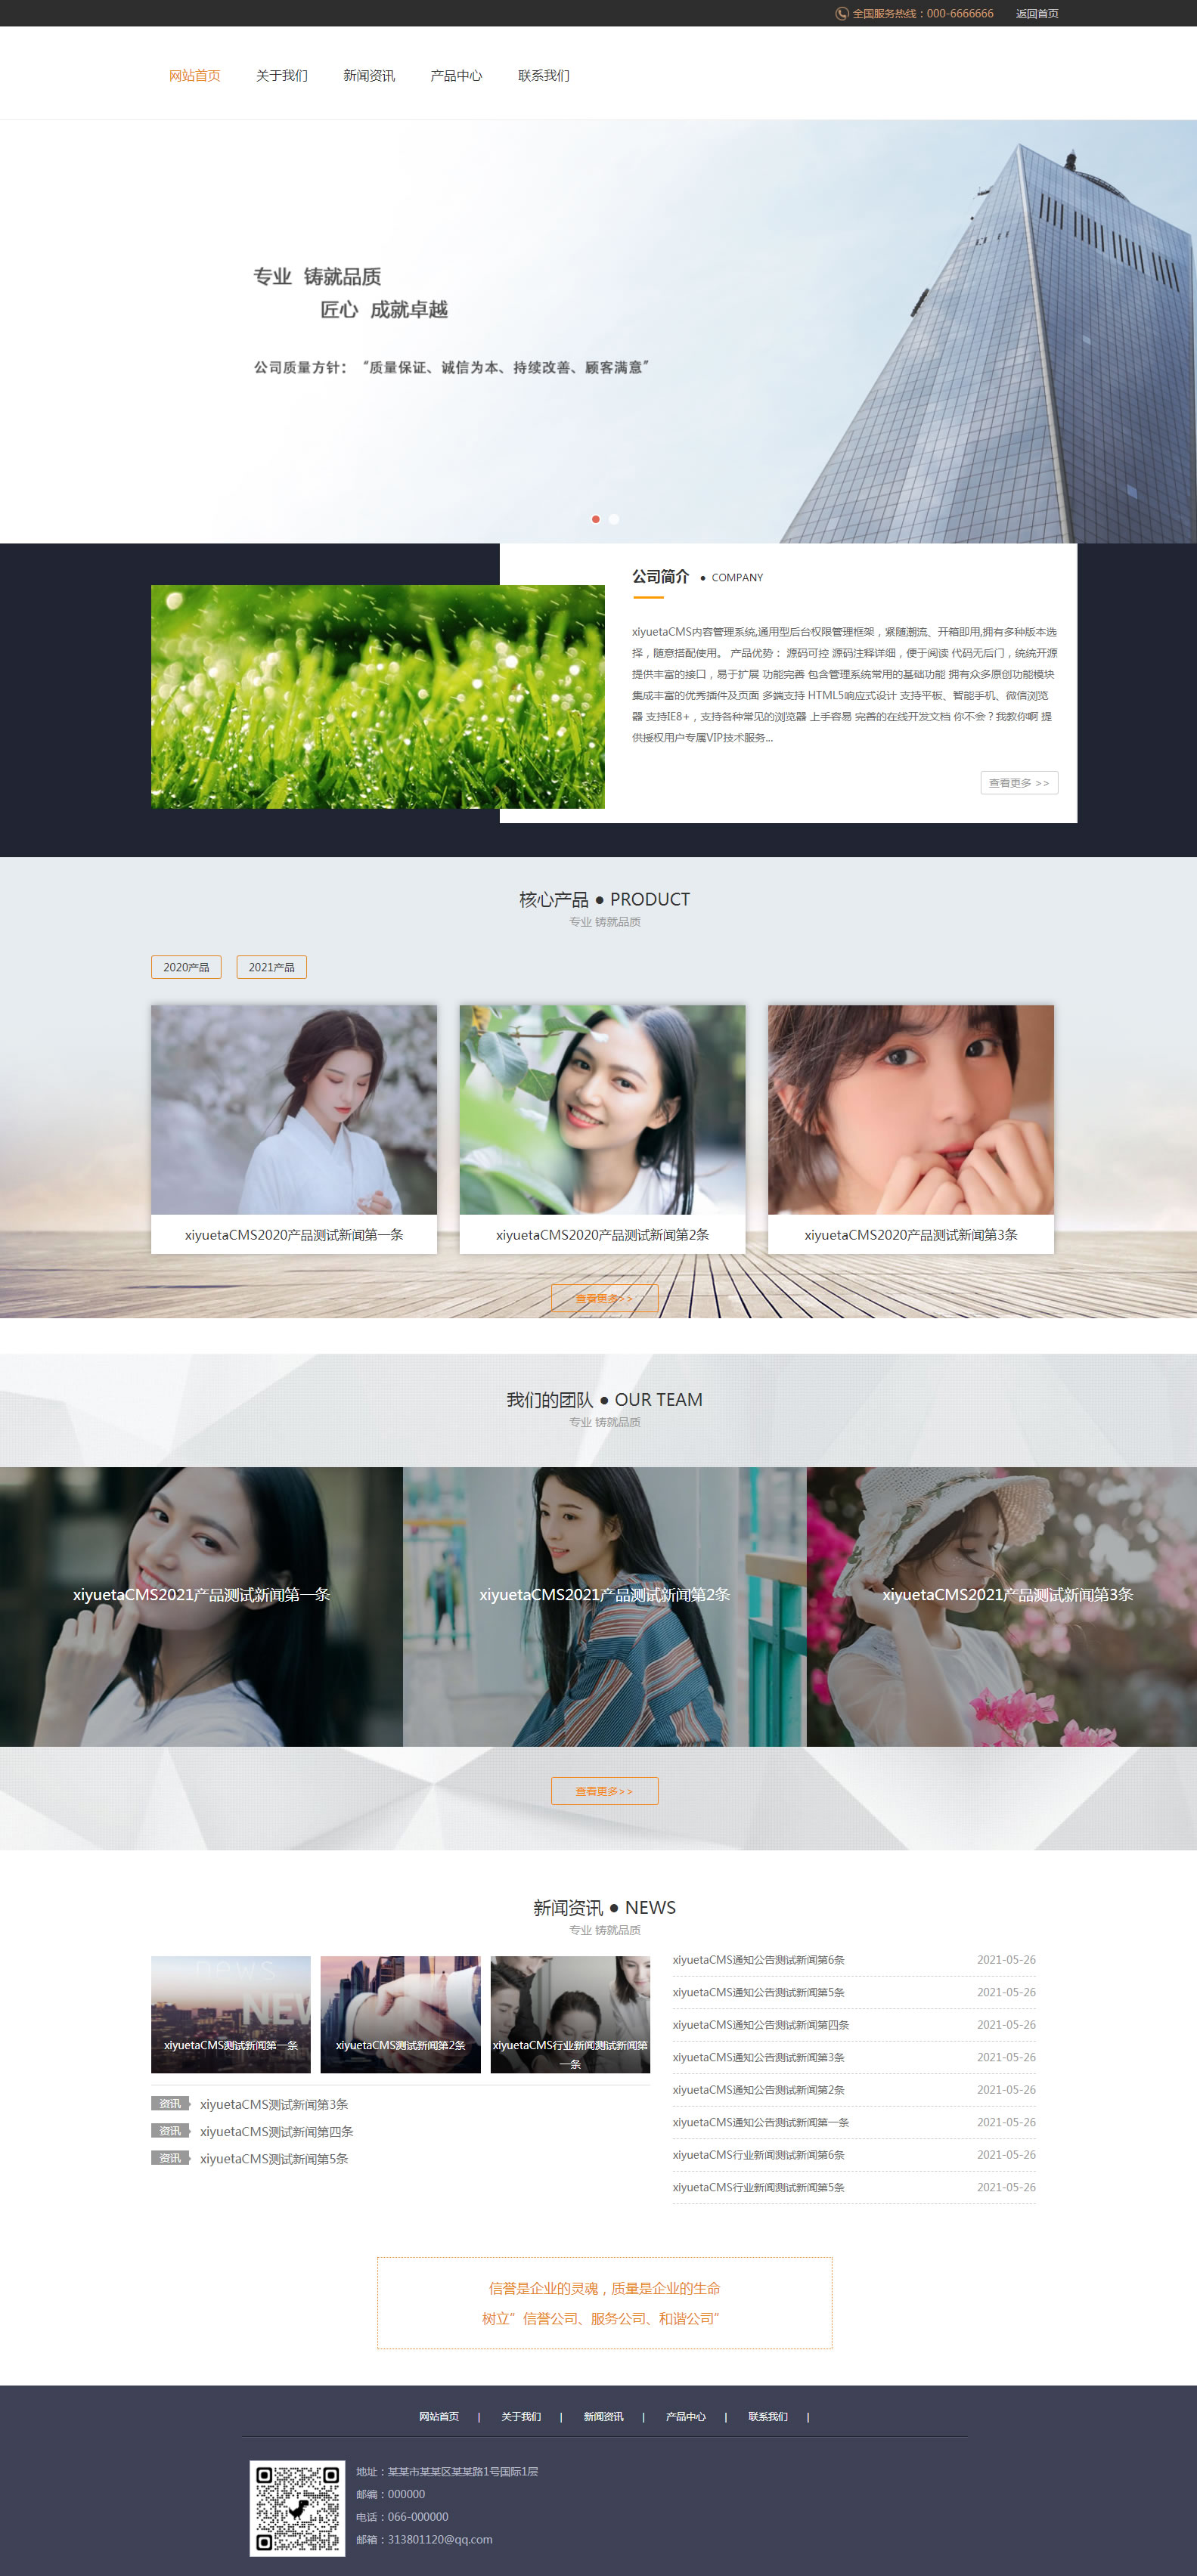 全国服务热线：000-6666666 返回首页
网站首页 关于我们 新闻资讯 产品中心 联系我们
专业 铸就品质
匠心 成就卓越
公司质量方针：“质量保证、诚信为本、持续改善、顾客满意”
公司简介 ● COMPANY
xiyuetaCMS内容管理系统,通用型后台权限管理框架，紧随潮流、开箱即用,拥有多种版本选
择，随意搭配使用。 产品优势： 源码可控 源码注释详细，便于阅读 代码无后门，统统开源
提供丰富的接口，易于扩展 功能完善 包含管理系统常用的基础功能 拥有众多原创功能模块
集成丰富的优秀插件及页面 多端支持 HTML5响应式设计 支持平板、智能手机、微信浏览
器 支持IE8+，支持各种常见的浏览器 上手容易 完善的在线开发文档 你不会？我教你啊 提
供授权用户专属VIP技术服务...
查看更多 >>
核心产品 ● PRODUCT
专业 铸就品质
2020产品 2021产品
xiyuetaCMS2020产品测试新闻第一条
xiyuetaCMS2020产品测试新闻第2条
xiyuetaCMS2020产品测试新闻第3条
查看更多>>
我们的团队 ● OUR TEAM
专业 铸就品质
xiyuetaCMS2021产品测试新闻第一条
xiyuetaCMS2021产品测试新闻第2条
xiyuetaCMS2021产品测试新闻第3条
查看更多>>
新闻资讯 ● NEWS
专业 铸就品质
NEWS
xiyuetaCMS测试新闻第一条
xiyuetaCMS测试新闻第2条
xiyuetaCMS行业新闻测试新闻第
一条
资讯 xiyuetaCMS测试新闻第3条
资讯 xiyuetaCMS测试新闻第四条
资讯 xiyuetaCMS测试新闻第5条
xiyuetaCMS通知公告测试新闻第6条 2021-05-26
xiyuetaCMS通知公告测试新闻第5条 2021-05-26
xiyuetaCMS通知公告测试新闻第四条 2021-05-26
xiyuetaCMS通知公告测试新闻第3条 2021-05-26
xiyuetaCMS通知公告测试新闻第2条 2021-05-26
xiyuetaCMS通知公告测试新闻第一条 2021-05-26
xiyuetaCMS行业新闻测试新闻第6条 2021-05-26
xiyuetaCMS行业新闻测试新闻第5条 2021-05-26
信誉是企业的灵魂，质量是企业的生命
树立”信誉公司、服务公司、和谐公司”
网站首页 | 关于我们 | 新闻资讯 | 产品中心 | 联系我们 |
地址：某某市某某区某某路1号国际1层
邮编：000000
电话：066-000000
邮箱：313801120@qq.com